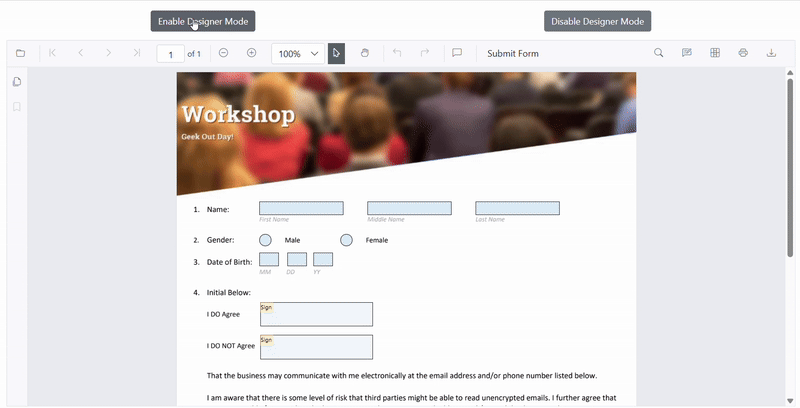 Enable Designer Mode Disable Designer Mode
1 of 1 100% Submit Form
Workshop
Geek Out Day!
1. Name:
First Name Middle Name Last Name
2. Gender: Male Female
3. Date of Birth:
MM DD YY
4. Initial Below:
Sign
I DO Agree
Sign
I DO NOT Agree
That the business may communicate with me electronically at the email address and/or phone number listed below.
I am aware that there is some level of risk that third parties might be able to read unencrypted emails. I further agree that